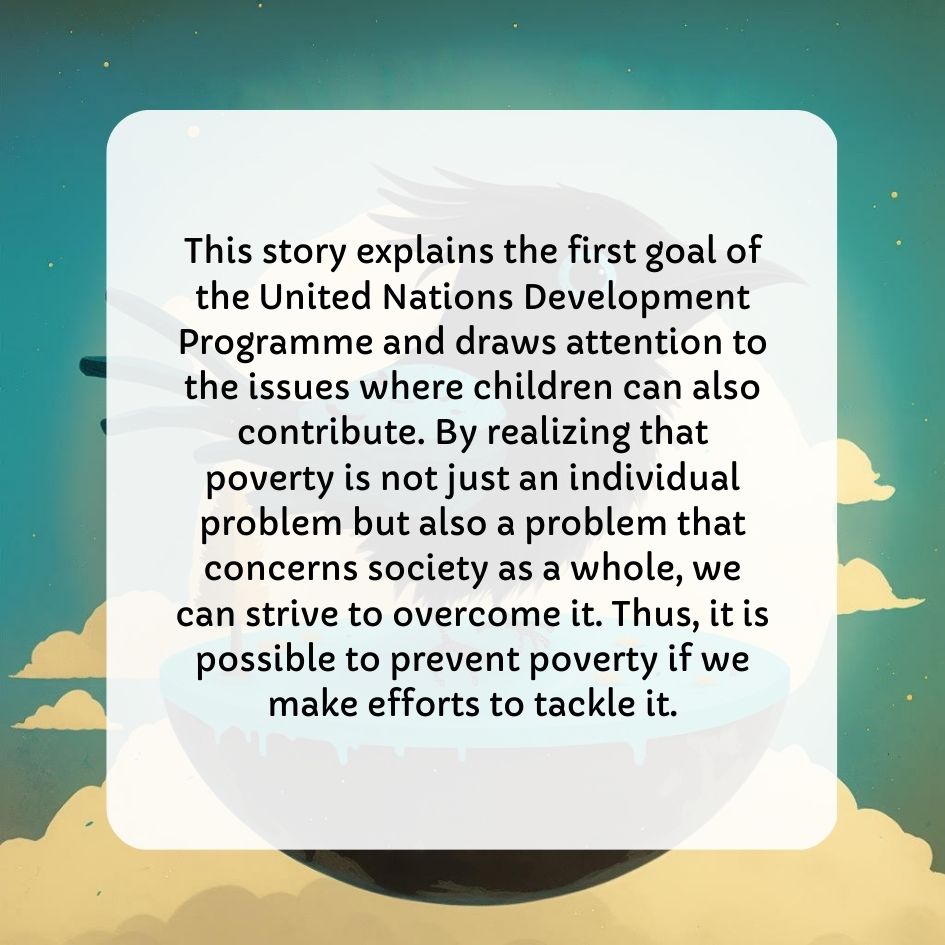 This story explains the first goal of
the United Nations Development
Programme and draws attention to
the issues where children can also
contribute. By realizing that
poverty is not just an individual
problem but also a problem that
concerns society as a whole, we
can strive to overcome it. Thus, it is
possible to prevent poverty if we
make efforts to tackle it.